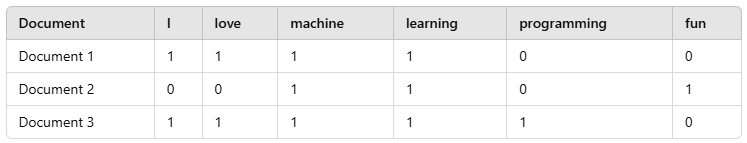 Document I love machine learning programming fun
Document 1 1 1 1 1 0 0
Document 2 0 0 1 1 0 1
Document 3 1 1 1 1 1 0